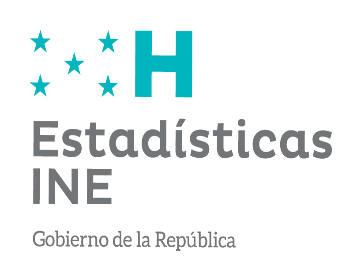 H
Estadísticas
INE
Gobierno de la República